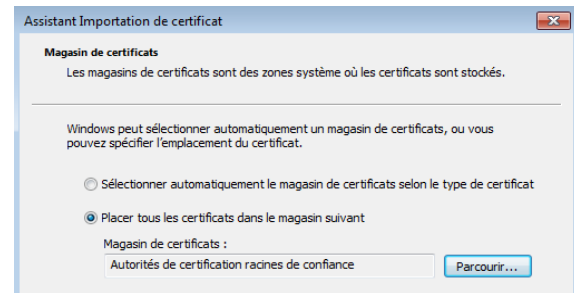 Assistant Importation de certificat
Magasin de certificats
Les magasins de certificats sont des zones système où les certificats sont stockés.
Windows peut sélectionner automatiquement un magasin de certificats, ou vous
pouvez spécifier l'emplacement du certificat.
Sélectionner automatiquement le magasin de certificats selon le type de certificat
Placer tous les certificats dans le magasin suivant
Magasin de certificats :
Autorités de certification racines de confiance
Parcourir...